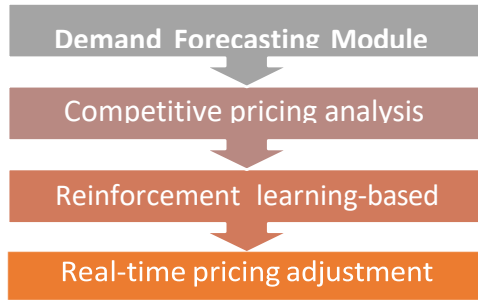 Demand Forecasting Module
Competitive pricing analysis
Reinforcement learning-based
Real-time pricing adjustment